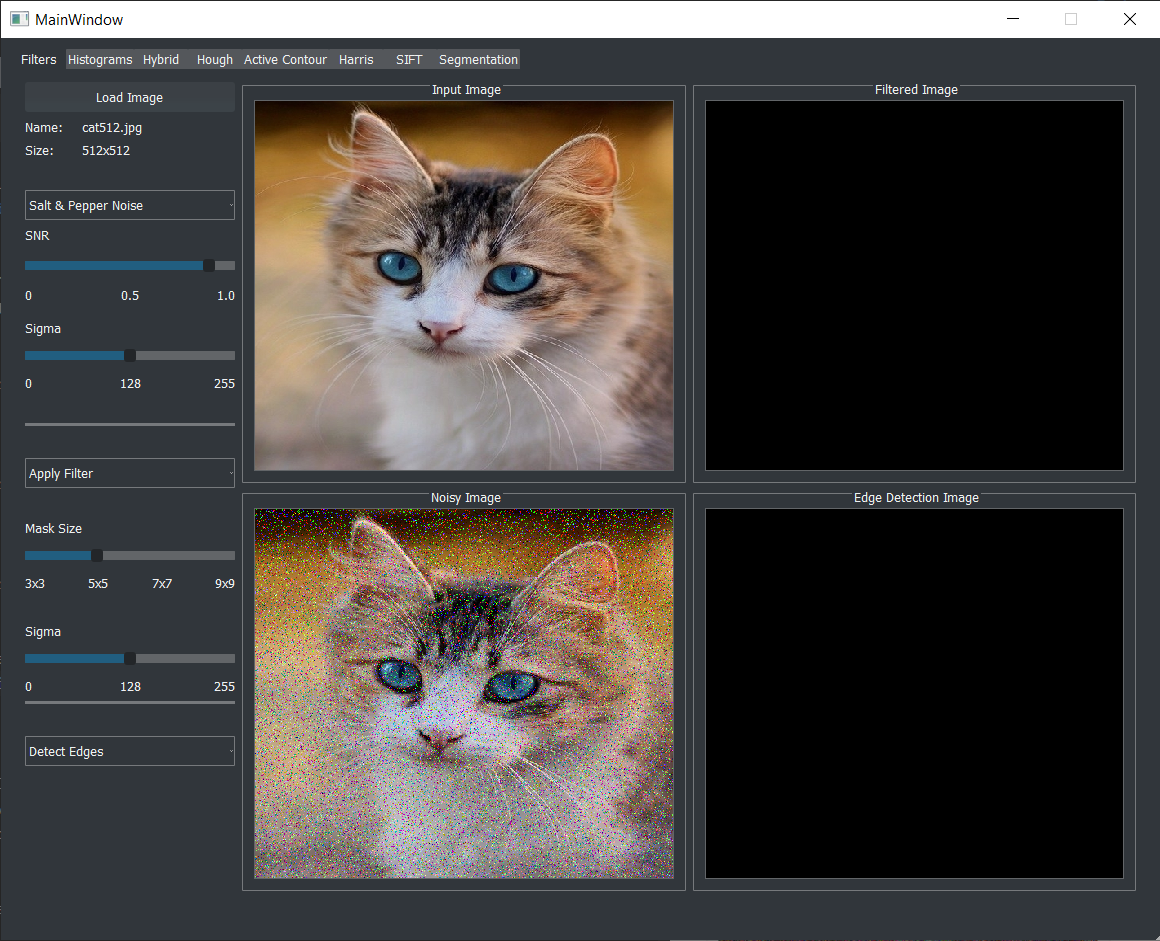 MainWindow
Filters Histograms Hybrid Hough Active Contour Harris SIFT Segmentation
Load Image
Name: cat512.jpg
Size: 512x512
Salt & Pepper Noise
SNR
0 0.5 1.0
Sigma
0 128 255
Apply Filter
Mask Size
3x3 5x5 7x7 9x9
Sigma
0 128 255
Detect Edges
Input Image
Filtered Image
Noisy Image
Edge Detection Image